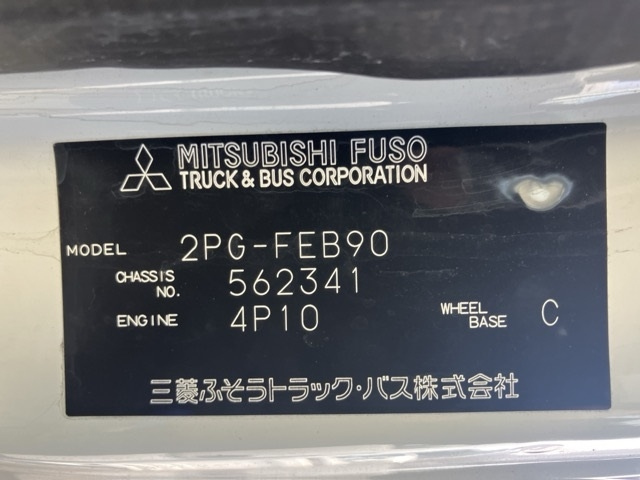 MITSUBISHI FUSO
TRUCK & BUS CORPORATION
MODEL 2PG-FEB90
CHASSIS NO. 562341
ENGINE 4P10 WHEEL BASE C
三菱ふそうトラック・バス株式会社